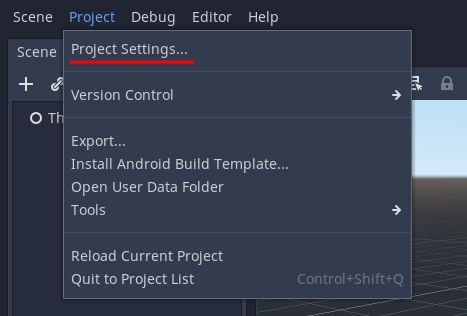 Scene Project Debug Editor Help
Scene
Project Settings...
Version Control
Th
Export...
Install Android Build Template...
Open User Data Folder
Tools
Reload Current Project
Quit to Project List Control+Shift+Q